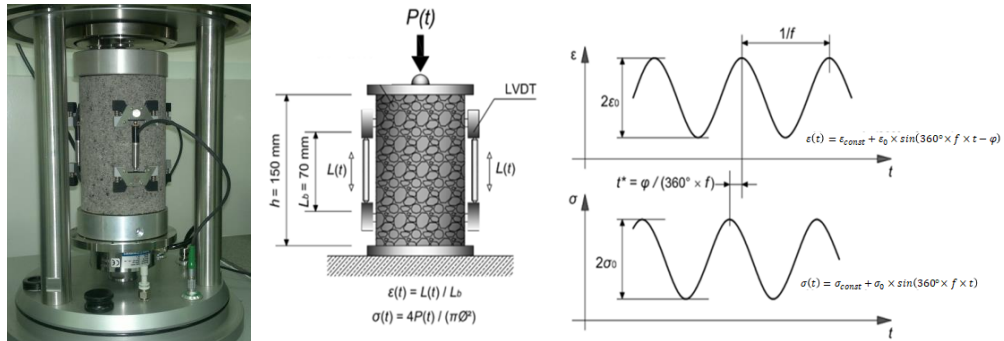 P(t)
LVDT
h = 150 mm
L_b = 70 mm
L(t)
L(t)
ε(t) = L(t) / L_b
σ(t) = 4P(t) / (πØ²)
1/f
ε
2ε₀
ε(t) = ε_const + ε₀ × sin(360° × f × t − φ)
t
t* = φ / (360° × f)
σ
2σ₀
σ(t) = σ_const + σ₀ × sin(360° × f × t)
t